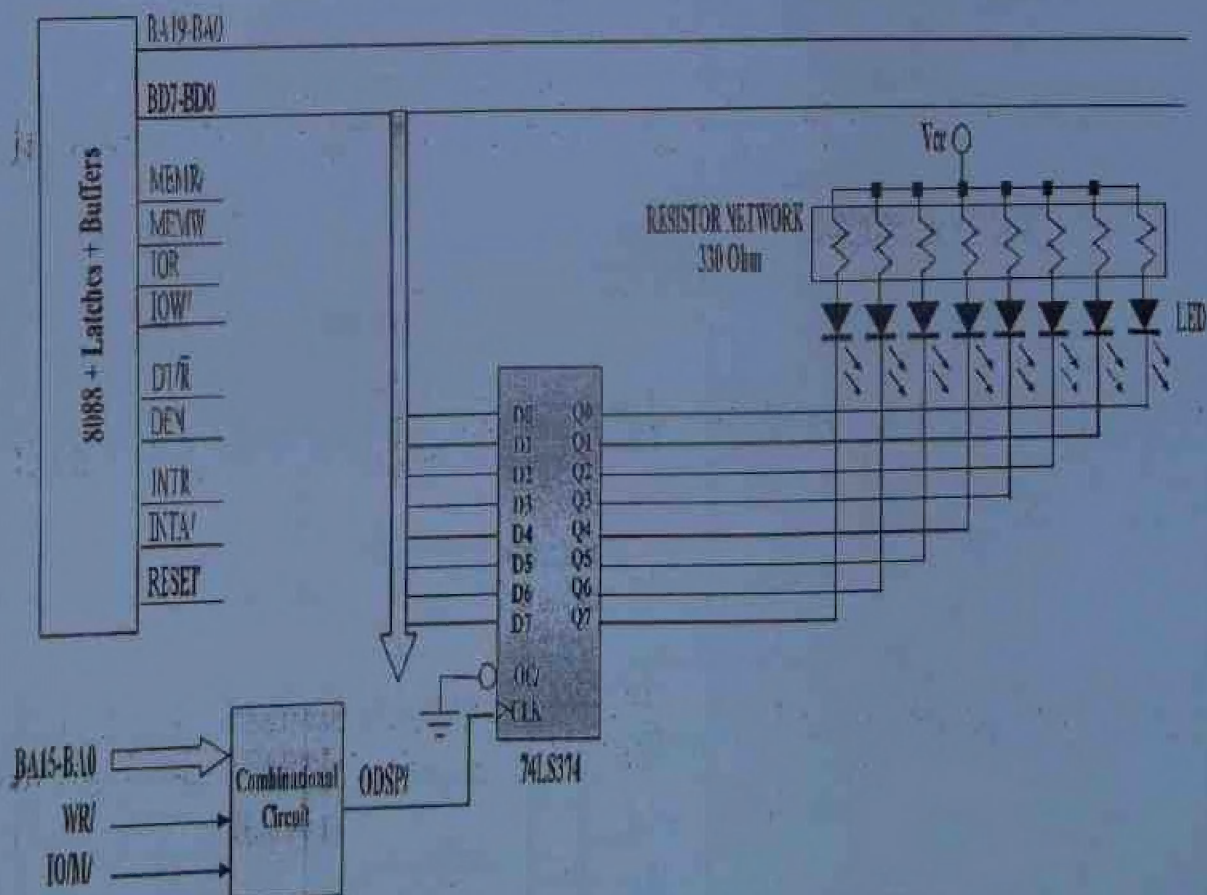 BA19-BA0
BD7-BD0
8088 + Latches + Buffers
MEMR/
MEMW
IOR
IOW/
DT/R̅
DEN
INTR
INTA/
RESET
Vcc
RESISTOR NETWORK
330 Ohm
LED
D0 Q0
D1 Q1
D2 Q2
D3 Q3
D4 Q4
D5 Q5
D6 Q6
D7 Q7
OC/
CLK
74LS374
BA15-BA0
WR/
IO/M/
Combinational
Circuit
ODSP/